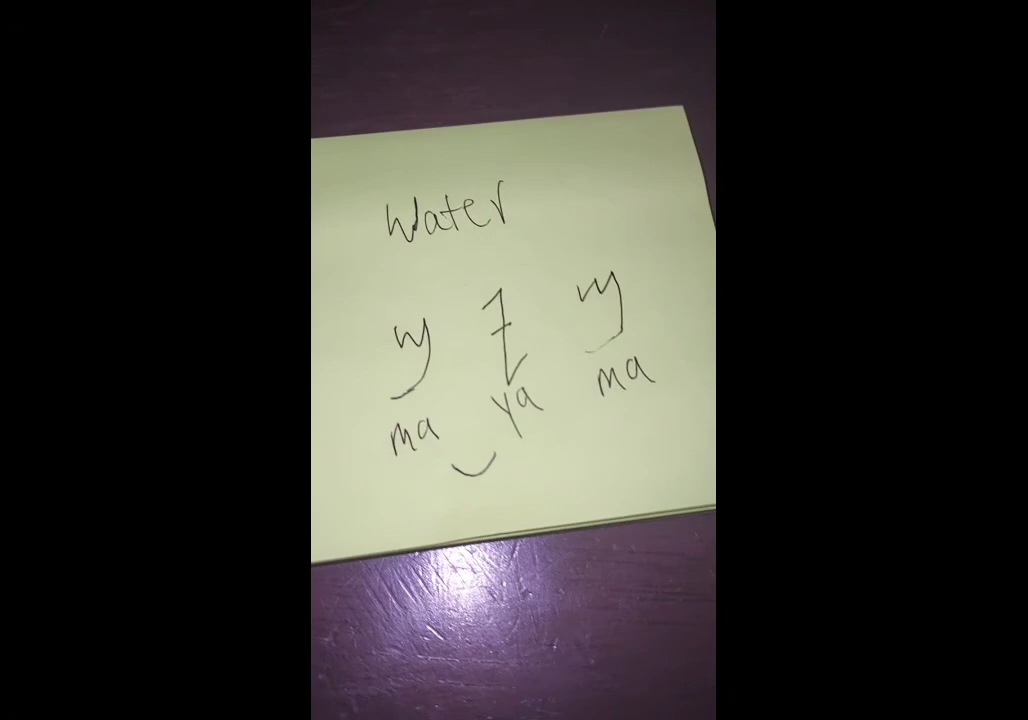 Water
𐤌 𐤉 𐤌
ma ya ma